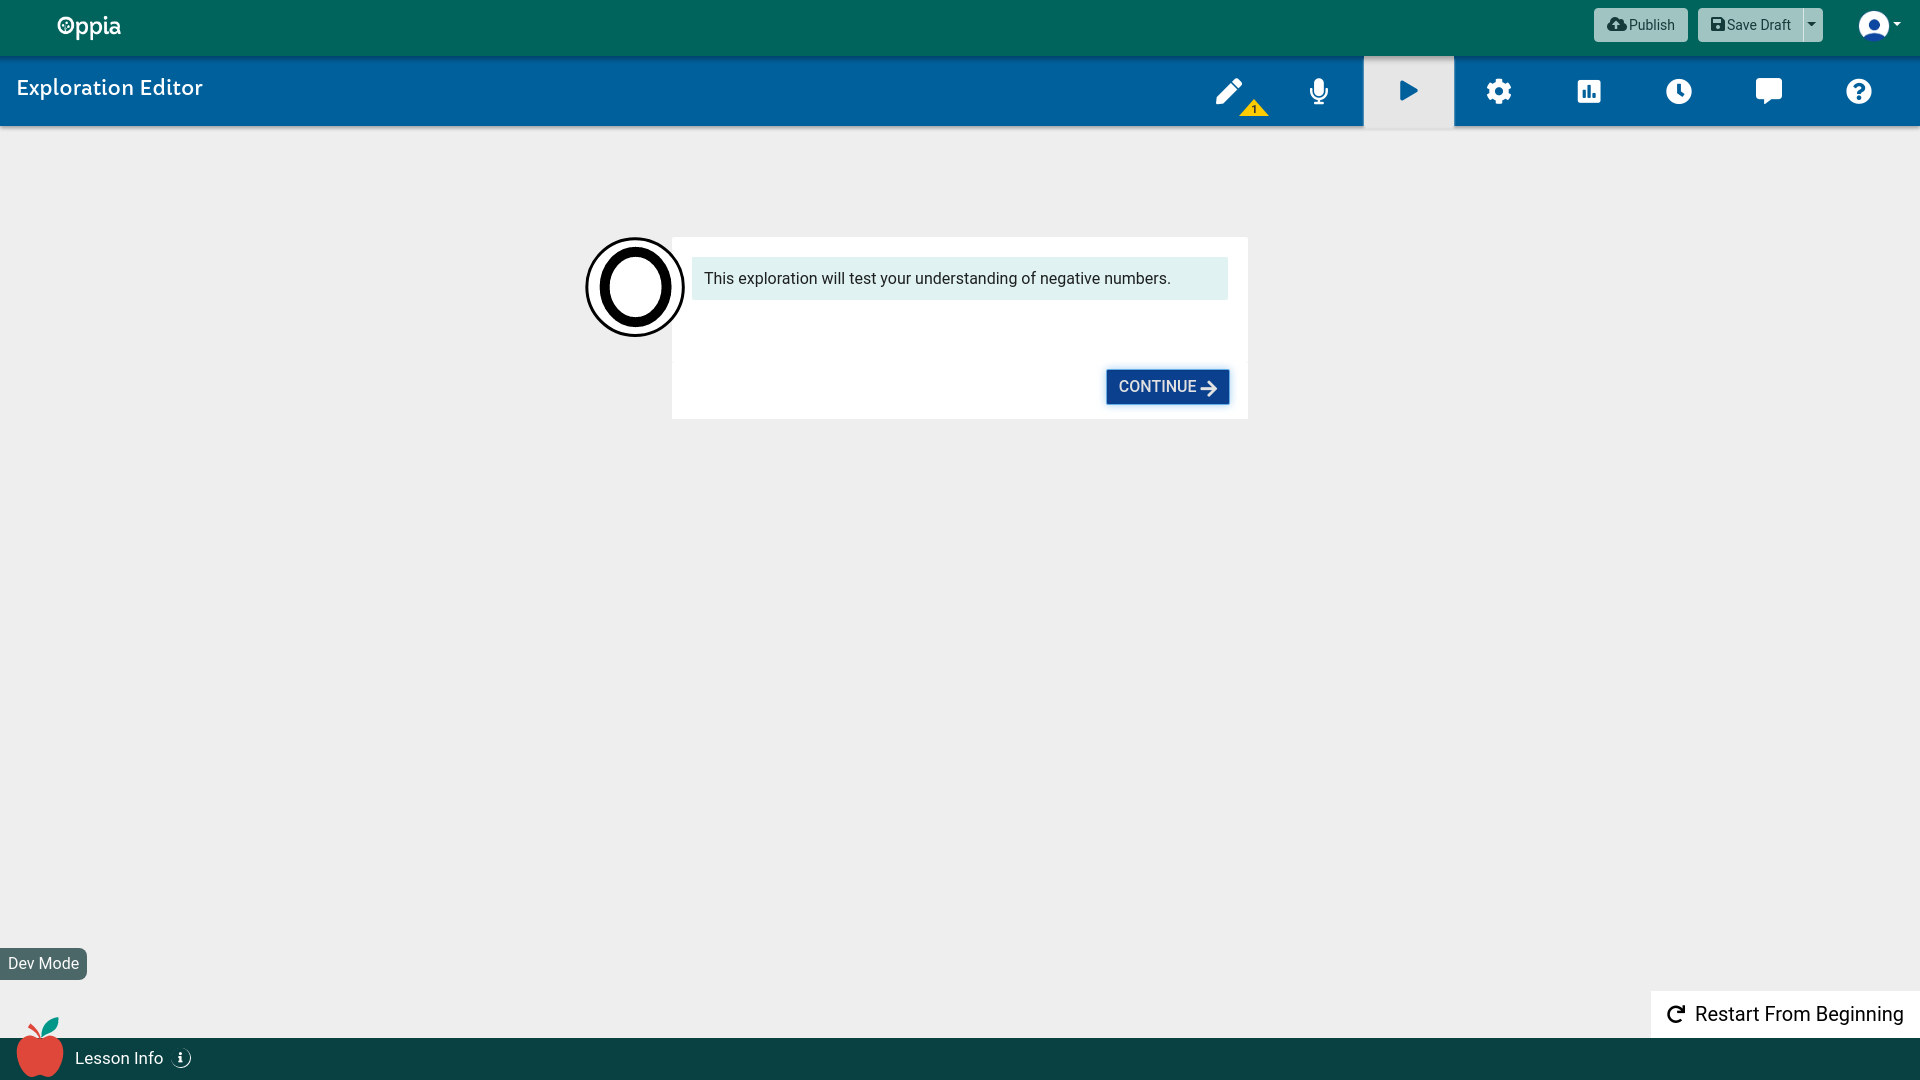 Oppia
Publish
Save Draft
Exploration Editor
1
This exploration will test your understanding of negative numbers.
CONTINUE
Dev Mode
Restart From Beginning
Lesson Info